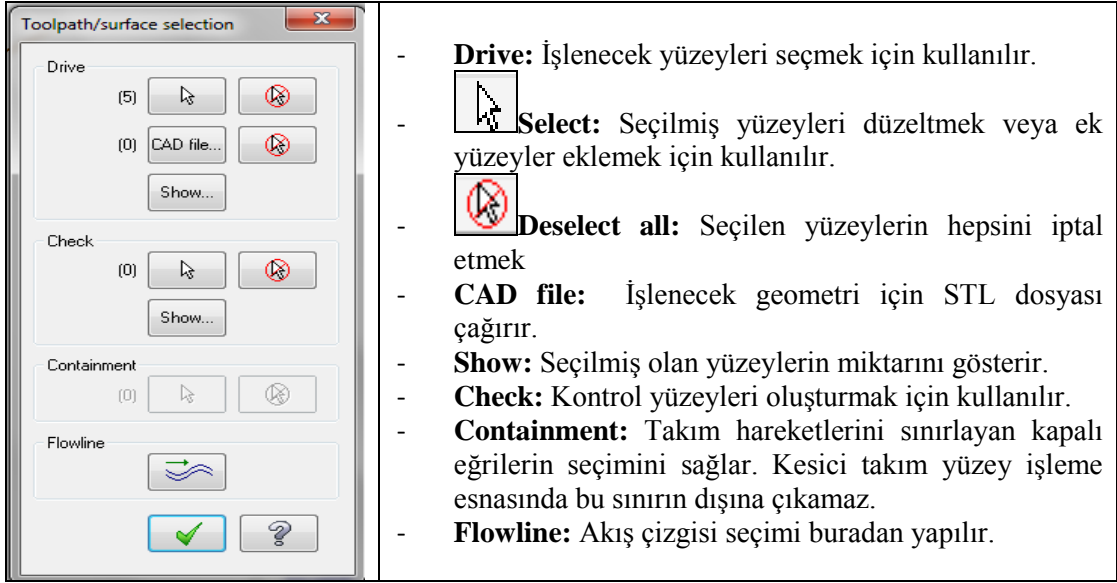 Toolpath/surface selection
Drive
(5)
(0) CAD file...
Show...
Check
(0)
Show...
Containment
(0)
Flowline
- Drive: İşlenecek yüzeyleri seçmek için kullanılır.
- Select: Seçilmiş yüzeyleri düzeltmek veya ek
yüzeyler eklemek için kullanılır.
- Deselect all: Seçilen yüzeylerin hepsini iptal
etmek
- CAD file: İşlenecek geometri için STL dosyası
çağırır.
- Show: Seçilmiş olan yüzeylerin miktarını gösterir.
- Check: Kontrol yüzeyleri oluşturmak için kullanılır.
- Containment: Takım hareketlerini sınırlayan kapalı
eğrilerin seçimini sağlar. Kesici takım yüzey işleme
esnasında bu sınırın dışına çıkamaz.
- Flowline: Akış çizgisi seçimi buradan yapılır.